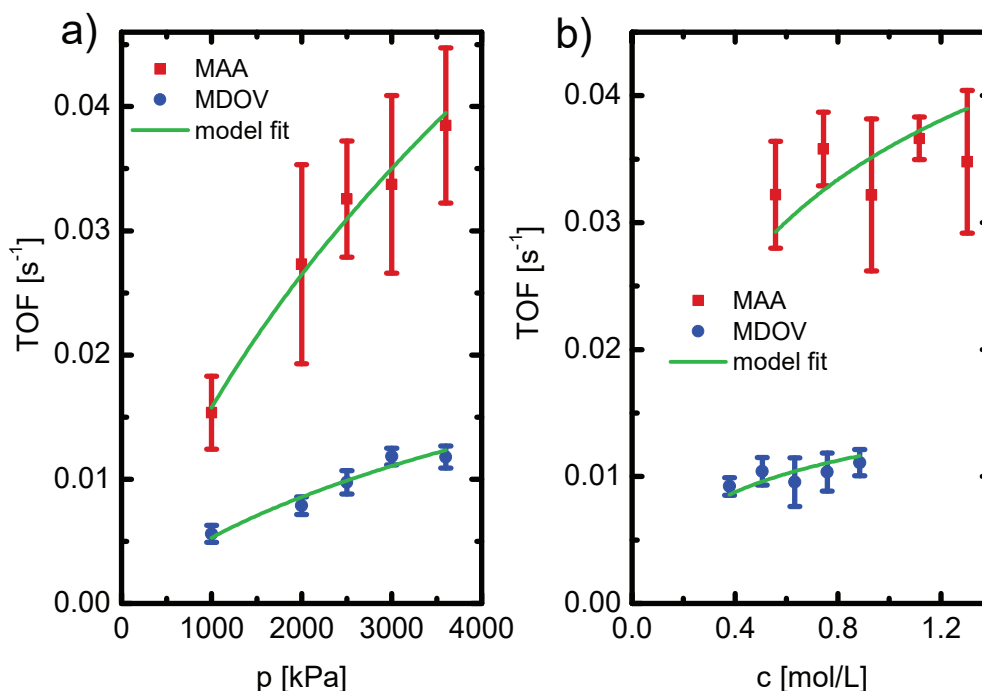 a)
MAA
MDOV
model fit
TOF [s⁻¹]
0.04
0.03
0.02
0.01
0.00
0
1000
2000
3000
4000
p [kPa]
b)
MAA
MDOV
model fit
TOF [s⁻¹]
0.04
0.03
0.02
0.01
0.00
0.0
0.4
0.8
1.2
c [mol/L]